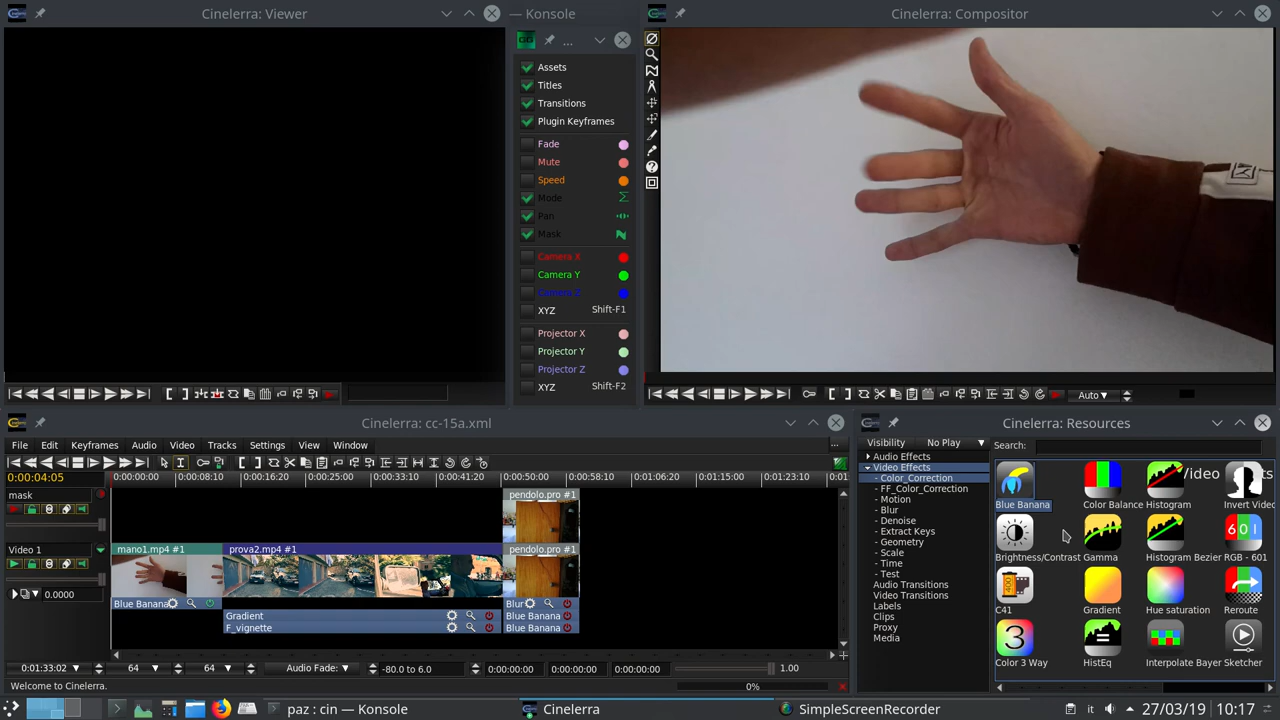 Cinelerra: Viewer
— Konsole
Cinelerra: Compositor
...
Assets
Titles
Transitions
Plugin Keyframes
Fade
Mute
Speed
Mode
Pan
Mask
Camera X
Camera Y
Camera Z
XYZ Shift-F1
Projector X
Projector Y
Projector Z
XYZ Shift-F2
Auto▼
Cinelerra: cc-15a.xml
File Edit Keyframes Audio Video Tracks Settings View Window ...
0:00:04:05 0:00:00:00 0:00:08:10 0:00:16:20 0:00:25:00 0:00:33:10 0:00:41:20 0:00:50:00 0:00:58:10 0:01:06:20 0:01:15:00 0:01:23:10
mask
pendolo.pro #1
Video 1
mano1.mp4 #1 prova2.mp4 #1 pendolo.pro #1
0.0000
Blue Banana Blur
Gradient Blue Banana
F_vignette Blue Banana
0:01:33:02 64 64 Audio Fade: -80.0 to 6.0 0:00:00:00 0:00:00:00 0:00:00:00 1.00
Welcome to Cinelerra. 0%
Cinelerra: Resources
Visibility No Play Search:
Audio Effects
Video Effects
- Color_Correction
- FF_Color_Correction
- Motion
- Blur
- Denoise
- Extract Keys
- Geometry
- Scale
- Time
- Test
Audio Transitions
Video Transitions
Labels
Clips
Proxy
Media
Blue Banana Color Balance Histogram Invert Video
Brightness/Contrast Gamma Histogram Bezier RGB - 601
601
C41 Gradient Hue saturation Reroute
3
Color 3 Way HistEq Interpolate Bayer Sketcher
paz : cin — Konsole Cinelerra SimpleScreenRecorder it 27/03/19 10:17